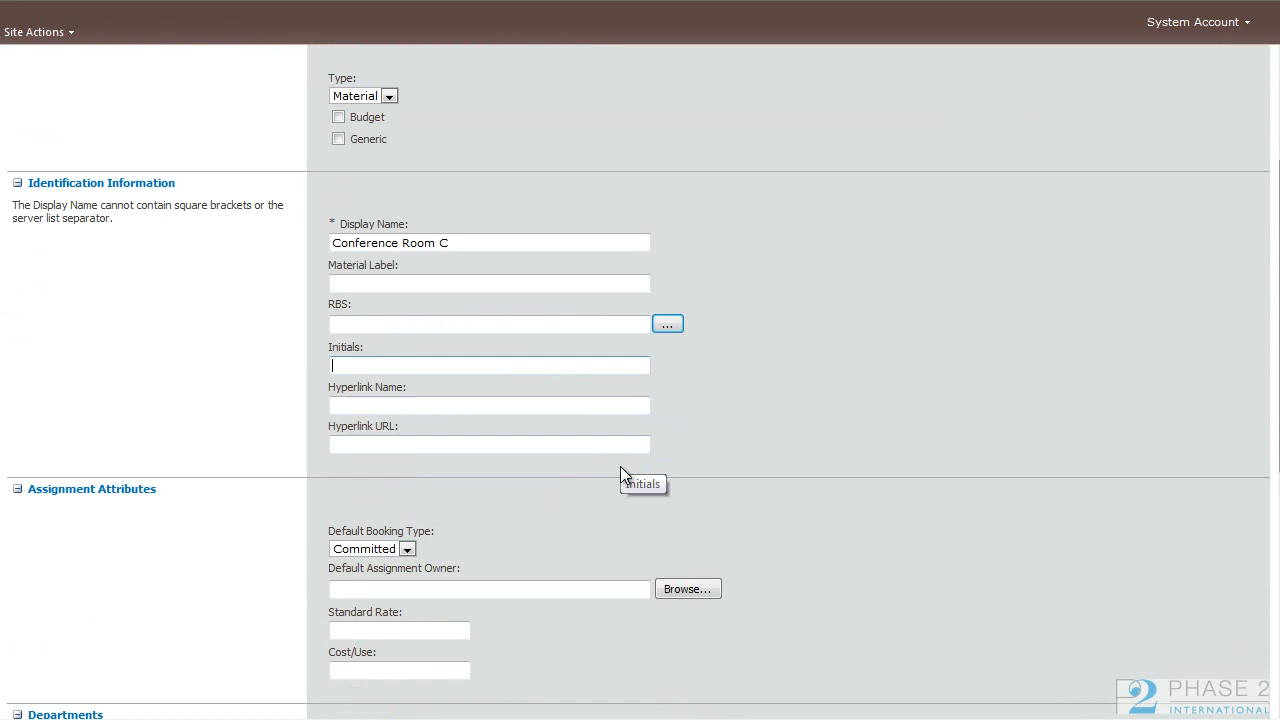 System Account
Site Actions
Type:
Material
Budget
Generic
Identification Information
The Display Name cannot contain square brackets or the
server list separator.
* Display Name:
Conference Room C
Material Label:
RBS:
...
Initials:
Hyperlink Name:
Hyperlink URL:
Initials
Assignment Attributes
Default Booking Type:
Committed
Default Assignment Owner:
Browse...
Standard Rate:
Cost/Use:
Departments
P2 PHASE 2
INTERNATIONAL